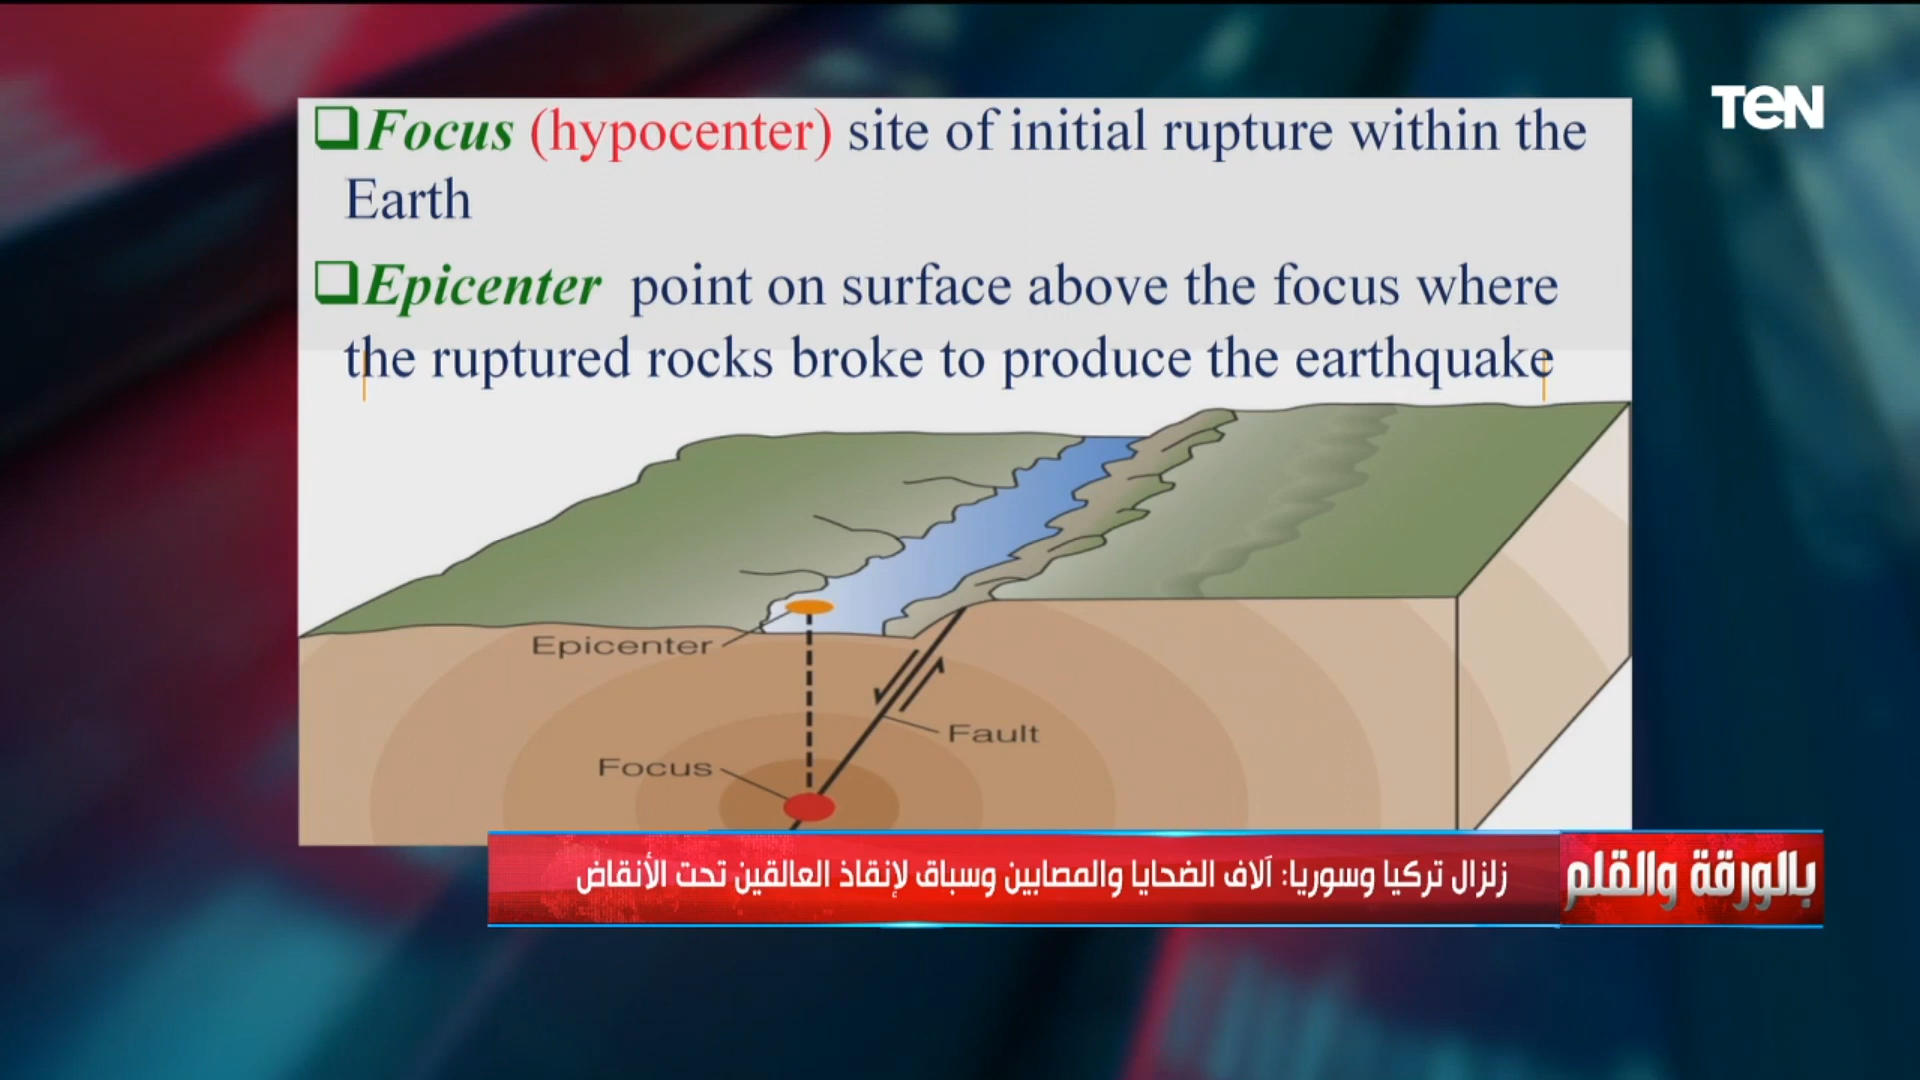 TeN
Focus (hypocenter) site of initial rupture within the
Earth
Epicenter point on surface above the focus where
the ruptured rocks broke to produce the earthquake
Epicenter
Fault
Focus
بالورقة والقلم
زلزال تركيا وسوريا: آلاف الضحايا والمصابين وسباق لإنقاذ العالقين تحت الأنقاض